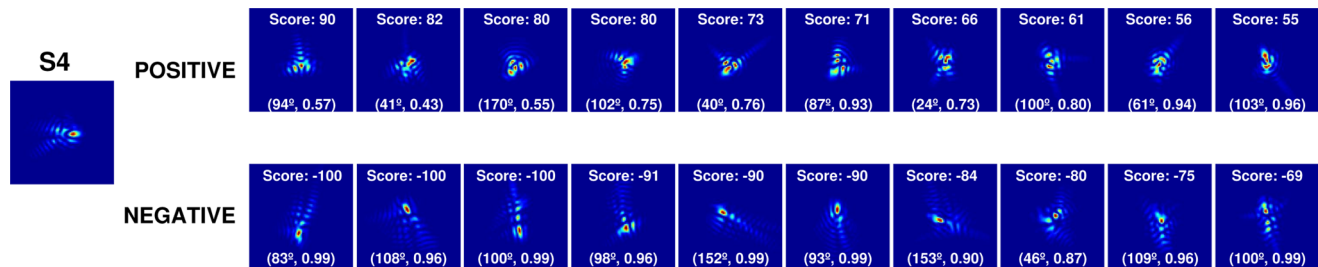 S4
POSITIVE
Score: 90 Score: 82 Score: 80 Score: 80 Score: 73 Score: 71 Score: 66 Score: 61 Score: 56 Score: 55
(94º, 0.57) (41º, 0.43) (170º, 0.55) (102º, 0.75) (40º, 0.76) (87º, 0.93) (24º, 0.73) (100º, 0.80) (61º, 0.94) (103º, 0.96)
NEGATIVE
Score: -100 Score: -100 Score: -100 Score: -91 Score: -90 Score: -90 Score: -84 Score: -80 Score: -75 Score: -69
(83º, 0.99) (108º, 0.96) (100º, 0.99) (98º, 0.96) (152º, 0.99) (93º, 0.99) (153º, 0.90) (46º, 0.87) (109º, 0.96) (100º, 0.99)